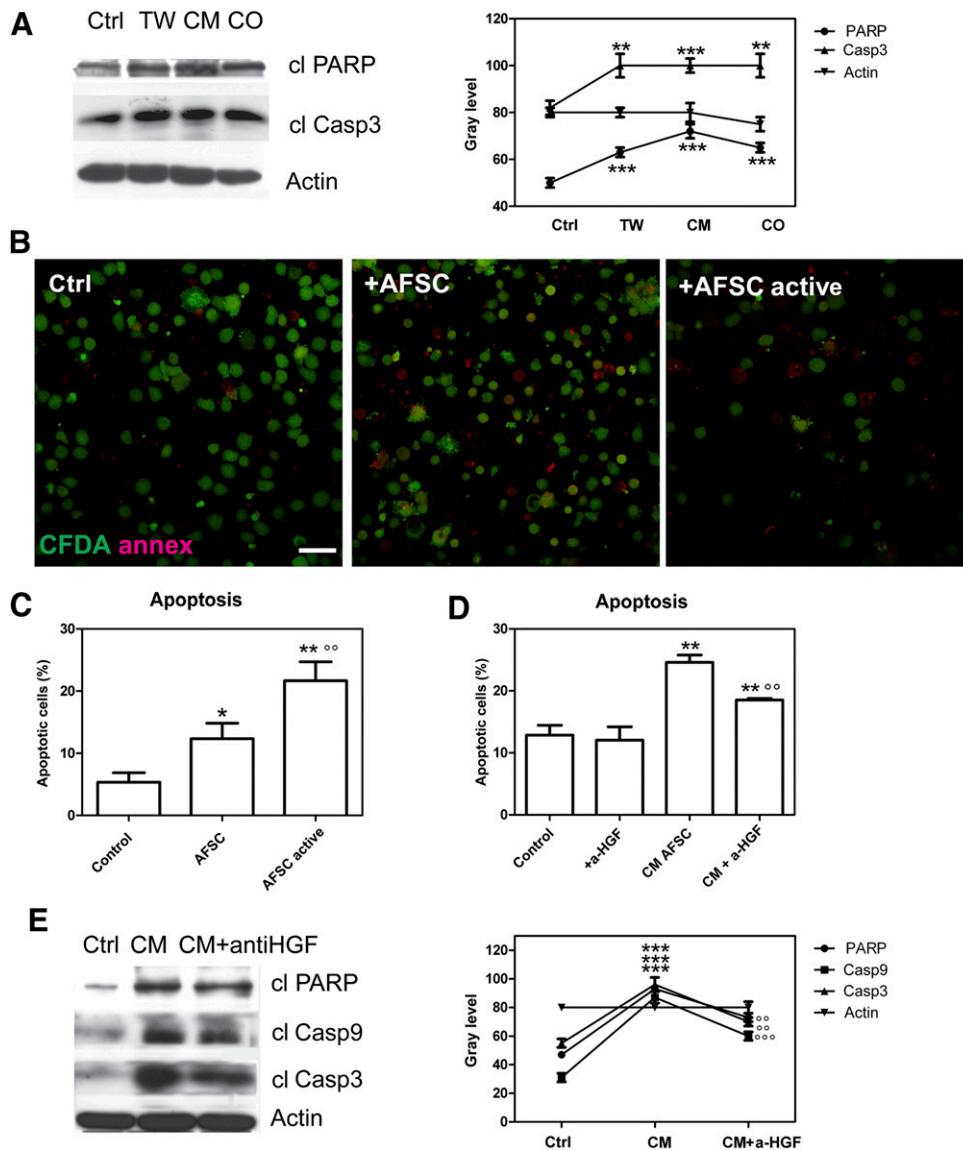 A
Ctrl TW CM CO
cl PARP
cl Casp3
Actin
Gray level
100
80
60
40
Ctrl TW CM CO
** *** **
*** *** ***
PARP
Casp3
Actin
B
Ctrl
+AFSC
+AFSC active
CFDA annex
C
Apoptosis
Apoptotic cells (%)
30
20
10
0
*
** °°
Control
AFSC
AFSC active
D
Apoptosis
Apoptotic cells (%)
30
20
10
0
**
** °°
Control
+a-HGF
CM AFSC
CM + a-HGF
E
Ctrl CM CM+antiHGF
cl PARP
cl Casp9
cl Casp3
Actin
Gray level
120
100
80
60
40
20
0
***
***
***
°°
°°
°°°
Ctrl CM CM+a-HGF
PARP
Casp9
Casp3
Actin